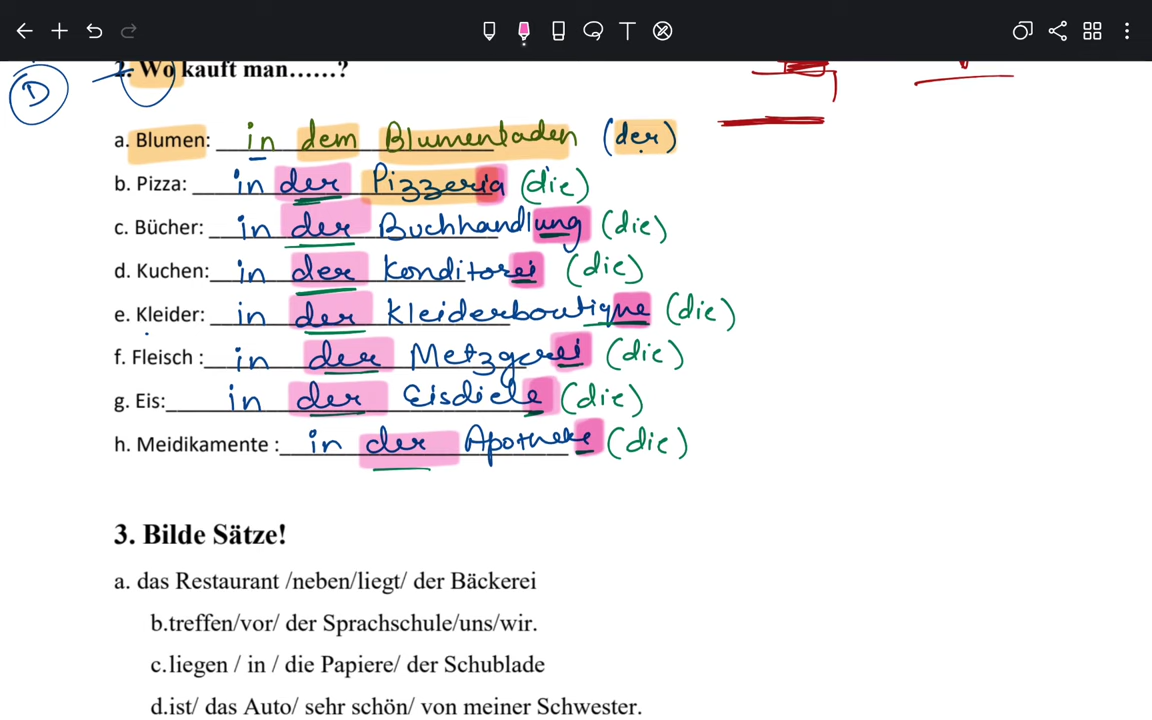 D
2. Wo kauft man......?
a. Blumen: in dem Blumenladen (der)
b. Pizza: in der Pizzeria (die)
c. Bücher: in der Buchhandlung (die)
d. Kuchen: in der Konditorei (die)
e. Kleider: in der Kleiderboutique (die)
f. Fleisch : in der Metzgerei (die)
g. Eis: in der Eisdiele (die)
h. Meidikamente : in der Apotheke (die)
3. Bilde Sätze!
a. das Restaurant /neben/liegt/ der Bäckerei
b.treffen/vor/ der Sprachschule/uns/wir.
c.liegen / in / die Papiere/ der Schublade
d.ist/ das Auto/ sehr schön/ von meiner Schwester.